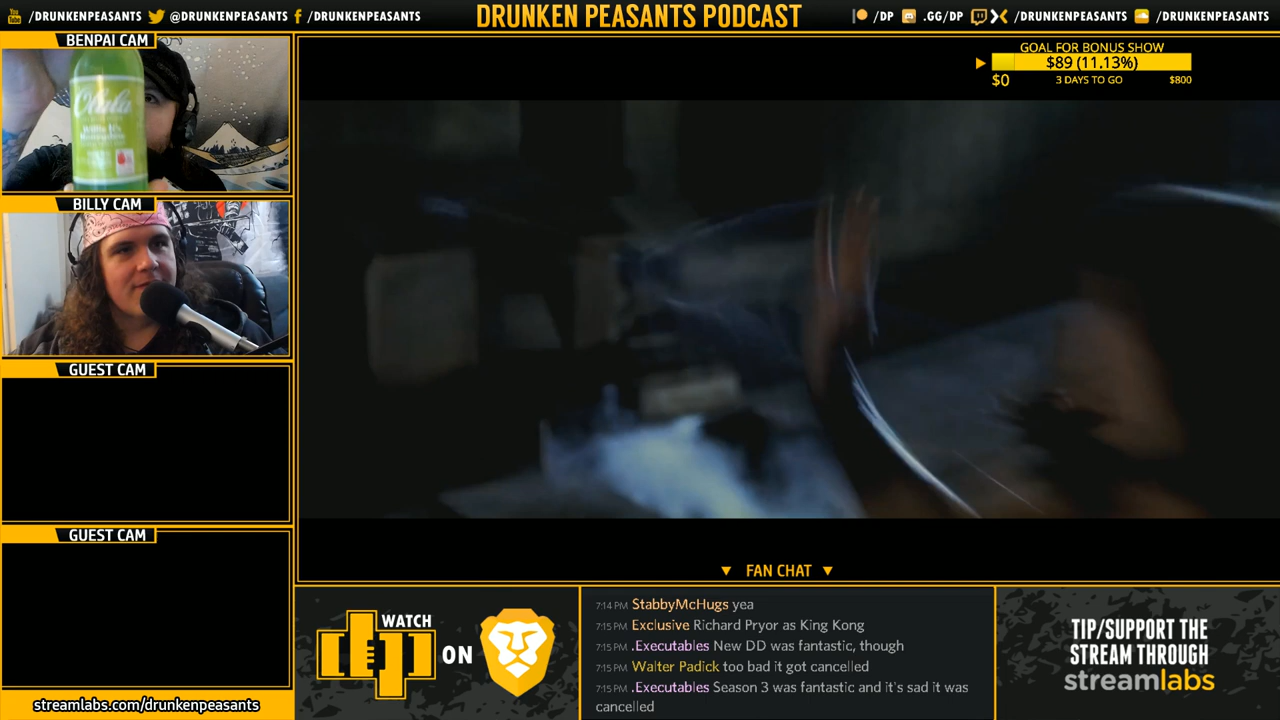 You
Tube
/DRUNKENPEASANTS
@DRUNKENPEASANTS
/DRUNKENPEASANTS
DRUNKEN PEASANTS PODCAST
/DP
.GG/DP
/DRUNKENPEASANTS
/DRUNKENPEASANTS
BENPAI CAM
BILLY CAM
GUEST CAM
GUEST CAM
streamlabs.com/drunkenpeasants
GOAL FOR BONUS SHOW
$89 (11.13%)
$0
3 DAYS TO GO
$800
▼ FAN CHAT ▼
WATCH
ON
7:14 PM StabbyMcHugs yea
7:15 PM Exclusive Richard Pryor as King Kong
7:15 PM .Executables New DD was fantastic, though
7:15 PM Walter Padick too bad it got cancelled
7:15 PM .Executables Season 3 was fantastic and it's sad it was
cancelled
TIP/SUPPORT THE
STREAM THROUGH
streamlabs